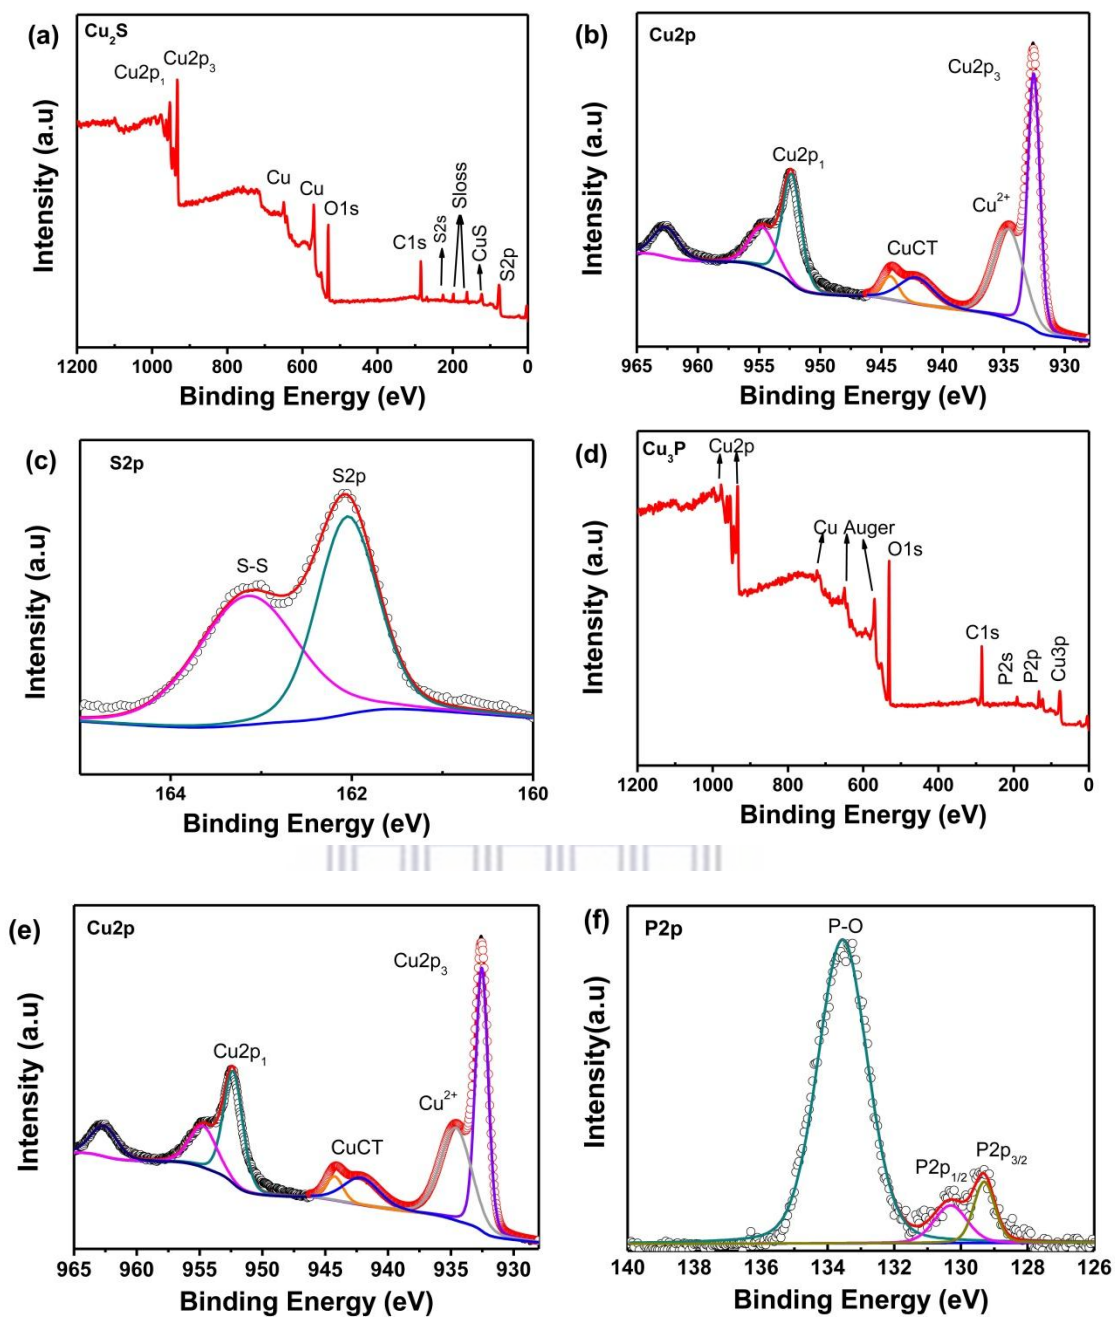 (a)
Cu₂S
Cu2p₁
Cu2p₃
Cu
Cu
O1s
C1s
S2s
Sloss
CuS
S2p
Intensity (a.u)
1200 1000 800 600 400 200 0
Binding Energy (eV)
(b)
Cu2p
Cu2p₃
Cu2p₁
Cu²⁺
CuCT
Intensity (a.u)
965 960 955 950 945 940 935 930
Binding Energy (eV)
(c)
S2p
S2p
S-S
Intensity (a.u)
164 162 160
Binding Energy (eV)
(d)
Cu₃P
Cu2p
Cu Auger
O1s
C1s
P2s
P2p
Cu3p
Intensity (a.u)
1200 1000 800 600 400 200 0
Binding Energy (eV)
(e)
Cu2p
Cu2p₃
Cu2p₁
Cu²⁺
CuCT
Intensity (a.u)
965 960 955 950 945 940 935 930
Binding Energy (eV)
(f)
P2p
P-O
P2p₁/₂
P2p₃/₂
Intensity(a.u)
140 138 136 134 132 130 128 126
Binding Energy (eV)